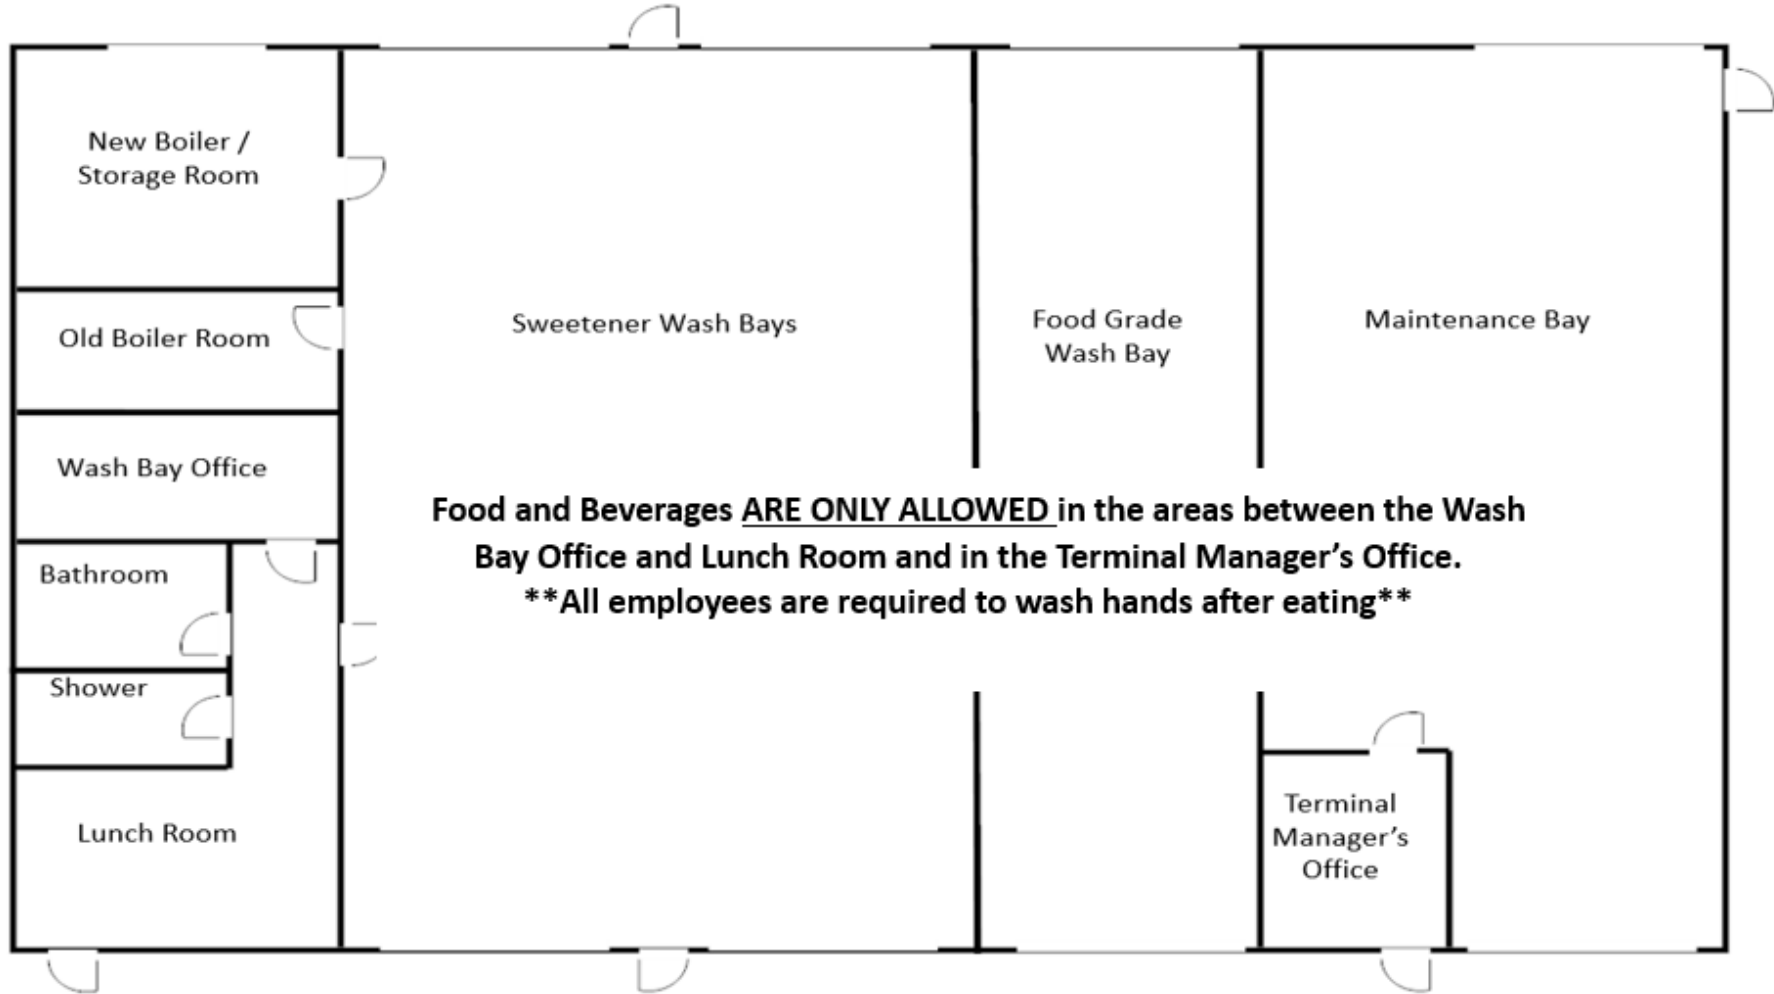 New Boiler /
Storage Room
Old Boiler Room
Sweetener Wash Bays
Food Grade
Wash Bay
Maintenance Bay
Wash Bay Office
Food and Beverages ARE ONLY ALLOWED in the areas between the Wash
Bay Office and Lunch Room and in the Terminal Manager’s Office.
**All employees are required to wash hands after eating**
Bathroom
Shower
Lunch Room
Terminal
Manager’s
Office